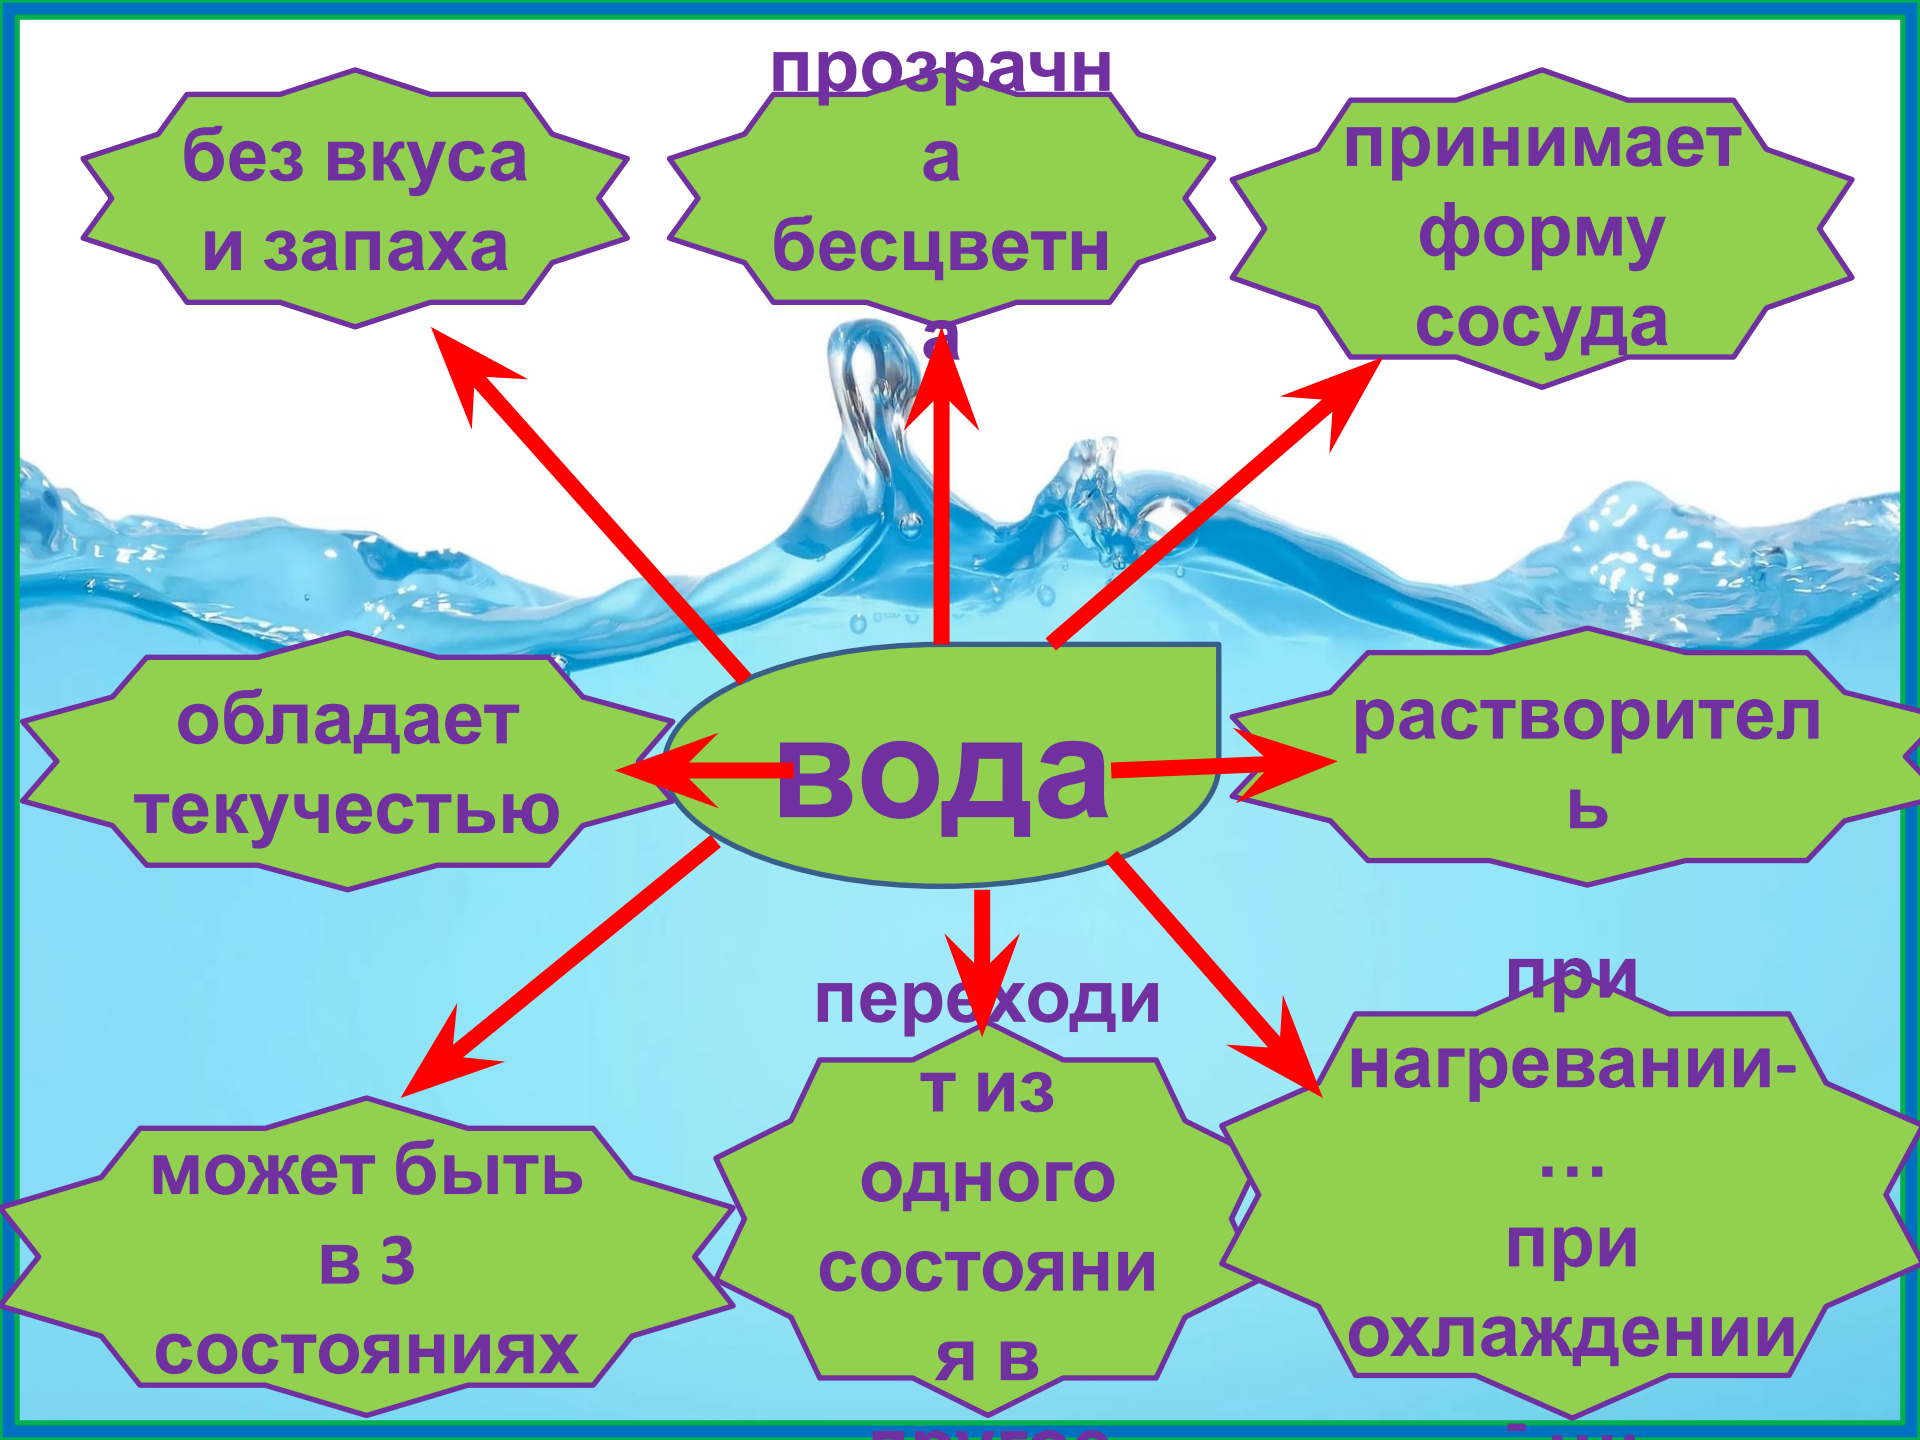 без вкуса
и запаха
прозрачн
а
бесцветн
а
принимает
форму
сосуда
обладает
текучестью
вода
растворител
ь
может быть
в 3
состояниях
переходи
т из
одного
состояни
я в
другое
при
нагревании-
...
при
охлаждении